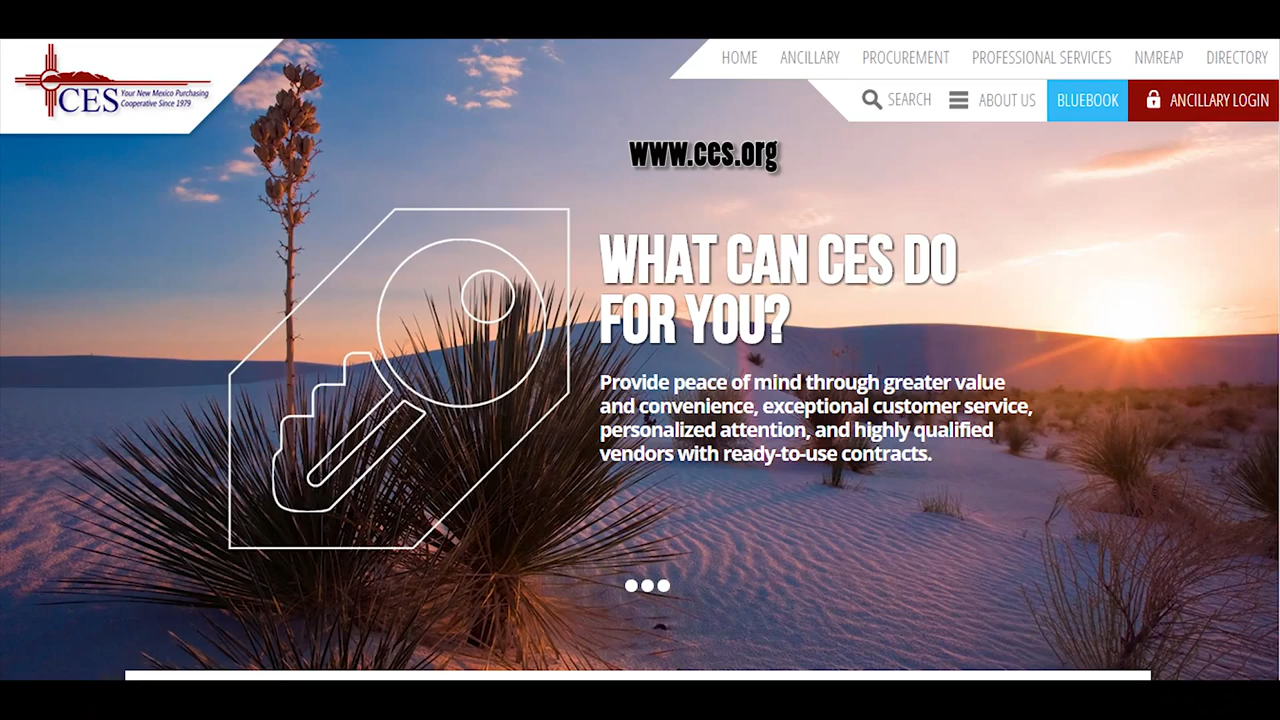 CES Your New Mexico Purchasing
Cooperative Since 1979
HOME ANCILLARY PROCUREMENT PROFESSIONAL SERVICES NMREAP DIRECTORY
SEARCH ABOUT US BLUEBOOK ANCILLARY LOGIN
www.ces.org
WHAT CAN CES DO
FOR YOU?
Provide peace of mind through greater value
and convenience, exceptional customer service,
personalized attention, and highly qualified
vendors with ready-to-use contracts.